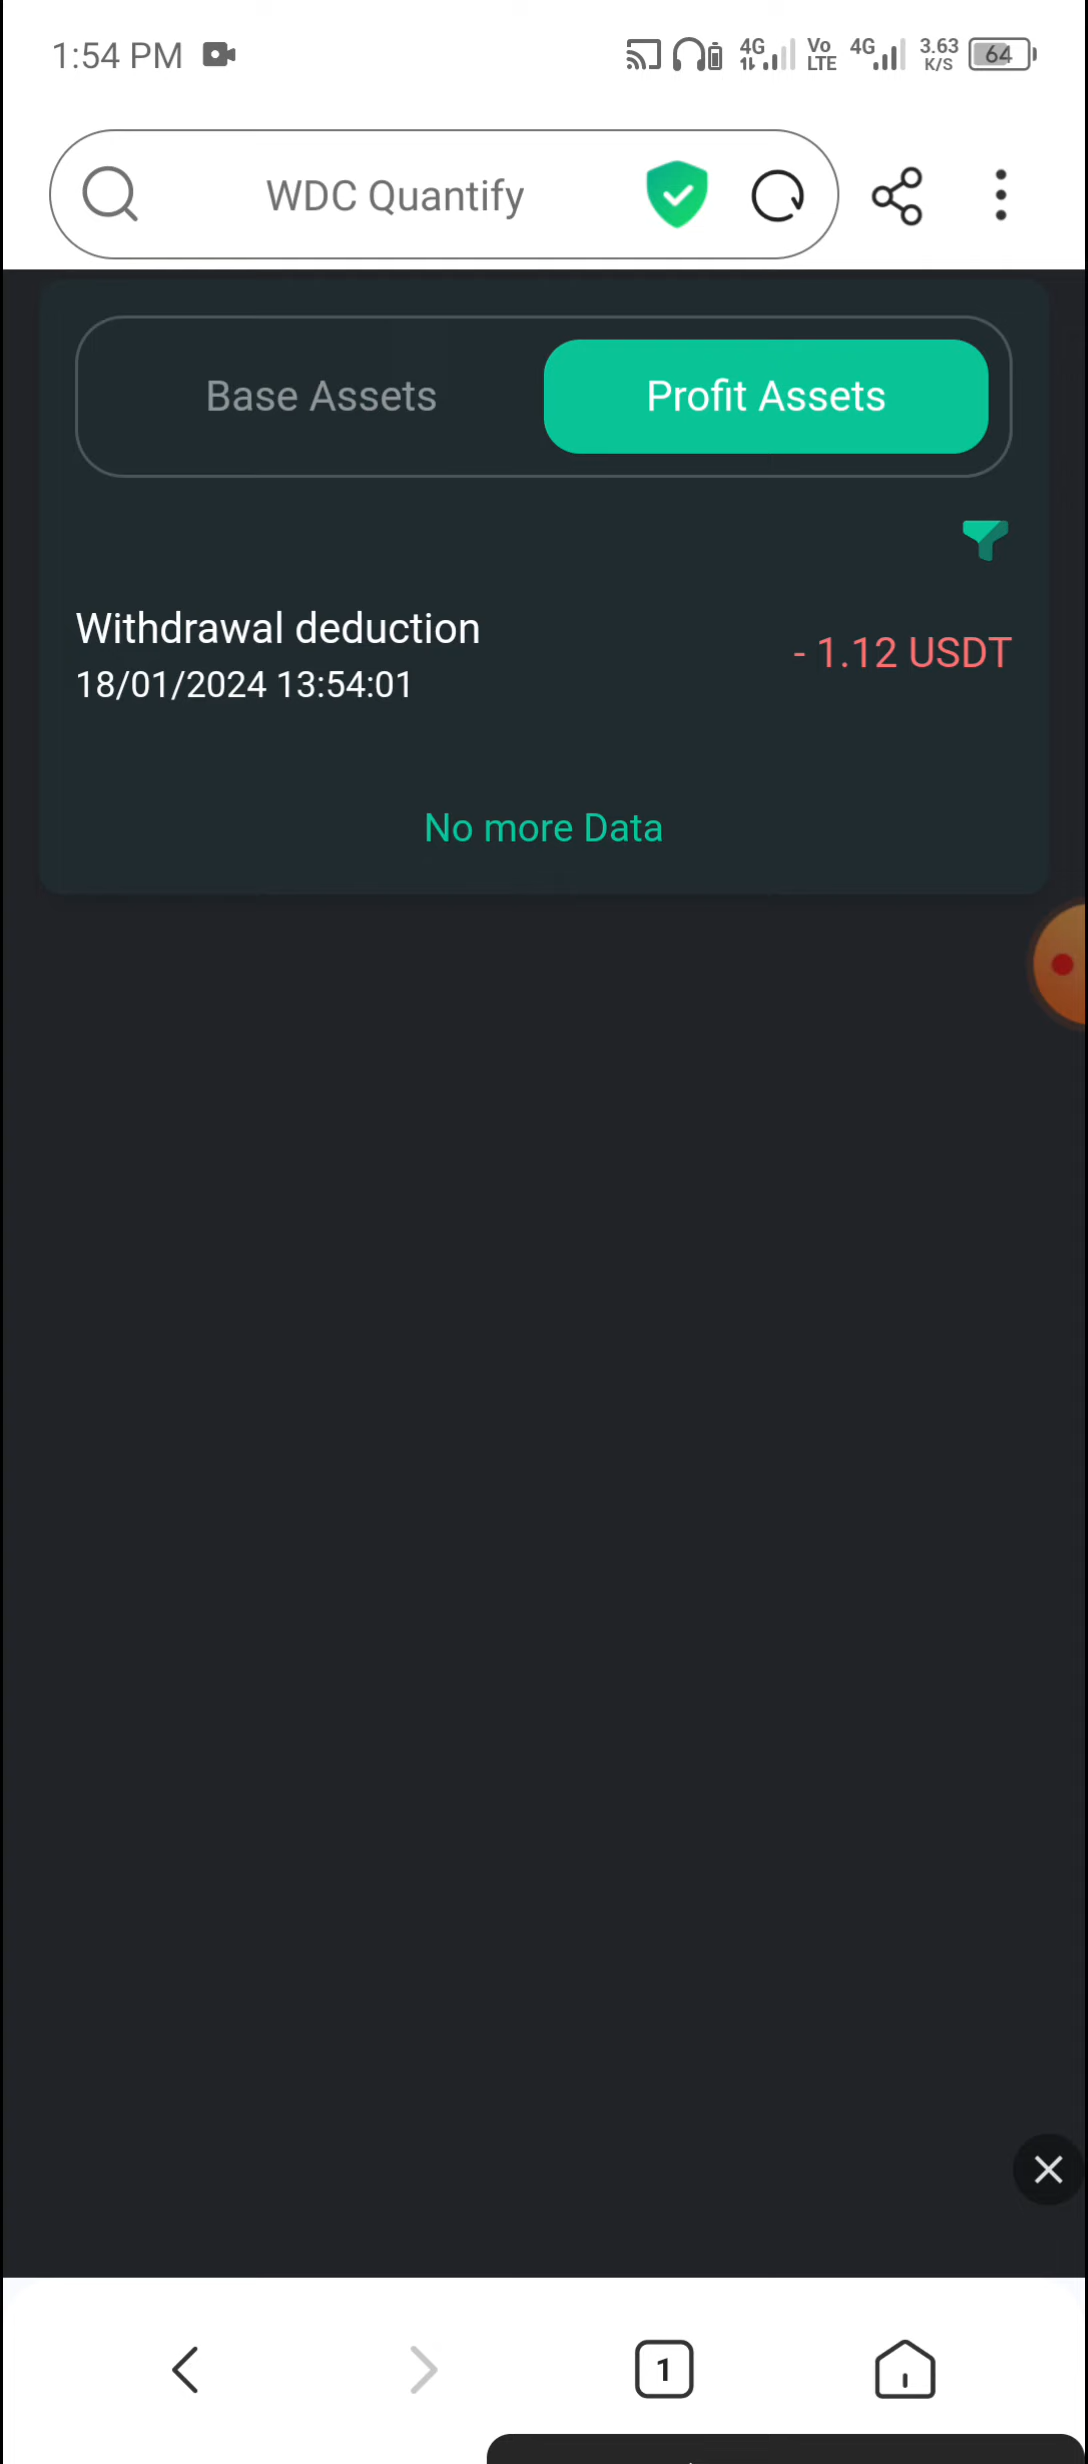 1:54 PM
4G Vo LTE 4G 3.63 K/S 64
WDC Quantify
Base Assets
Profit Assets
Withdrawal deduction
- 1.12 USDT
18/01/2024 13:54:01
No more Data
1